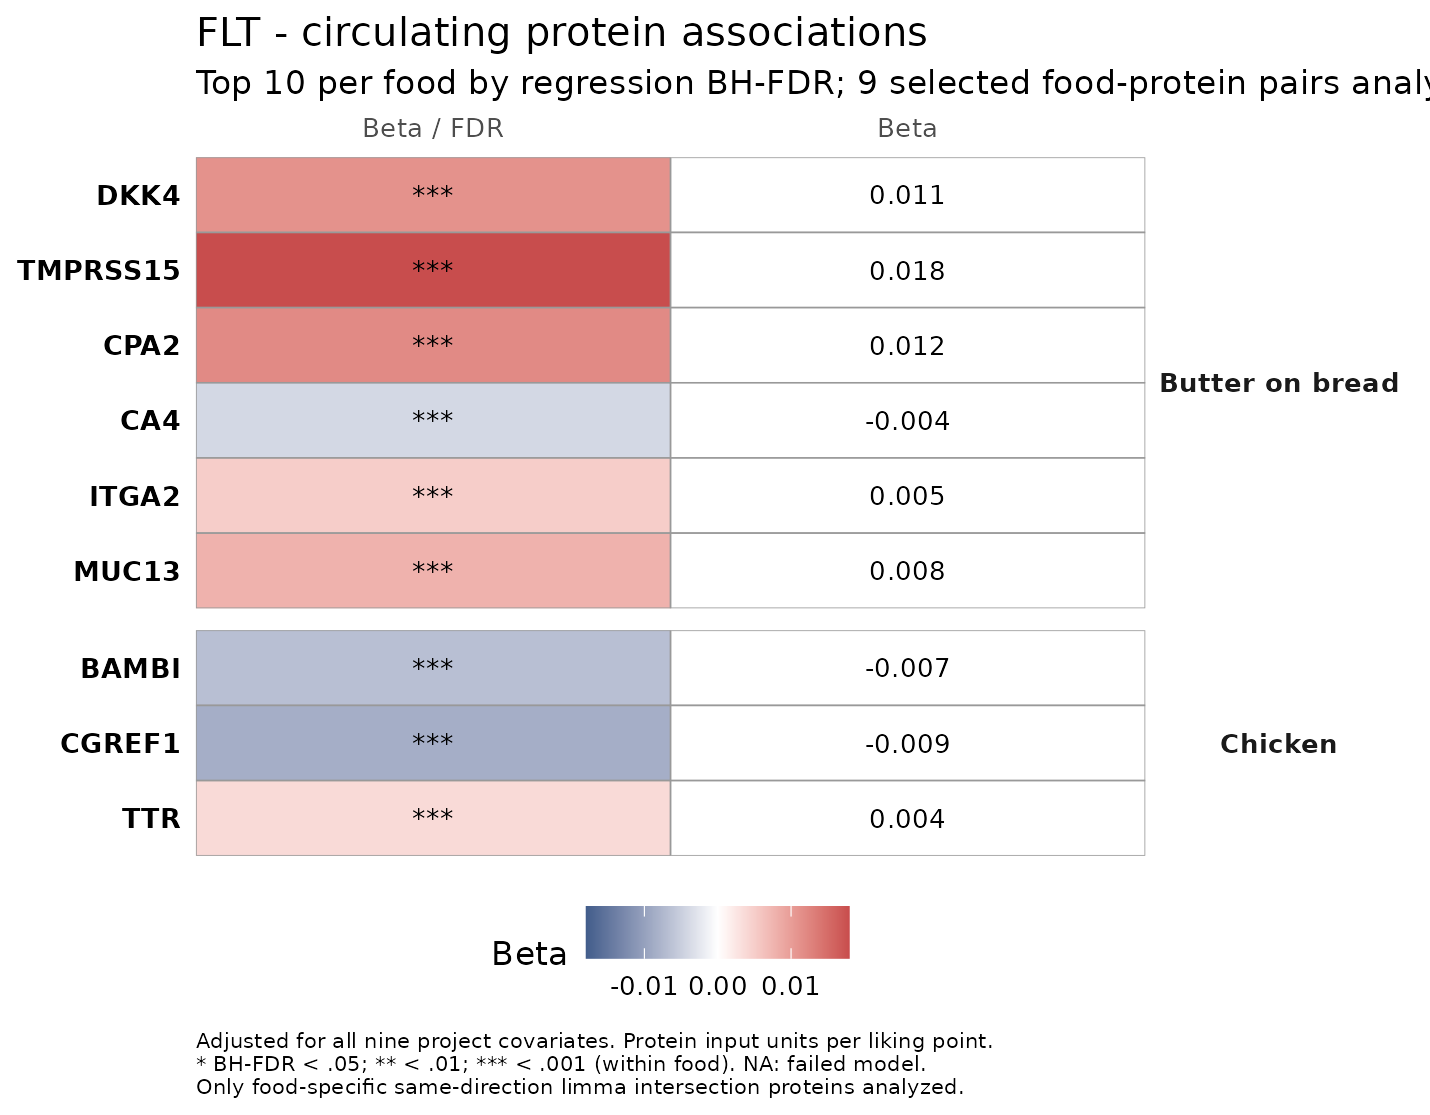 FLT - circulating protein associations
Top 10 per food by regression BH-FDR; 9 selected food-protein pairs analy
Beta / FDR Beta
DKK4 *** 0.011
TMPRSS15 *** 0.018
CPA2 *** 0.012
Butter on bread
CA4 *** -0.004
ITGA2 *** 0.005
MUC13 *** 0.008
BAMBI *** -0.007
CGREF1 *** -0.009 Chicken
TTR *** 0.004
Beta
-0.01 0.00 0.01
Adjusted for all nine project covariates. Protein input units per liking point.
* BH-FDR < .05; ** < .01; *** < .001 (within food). NA: failed model.
Only food-specific same-direction limma intersection proteins analyzed.